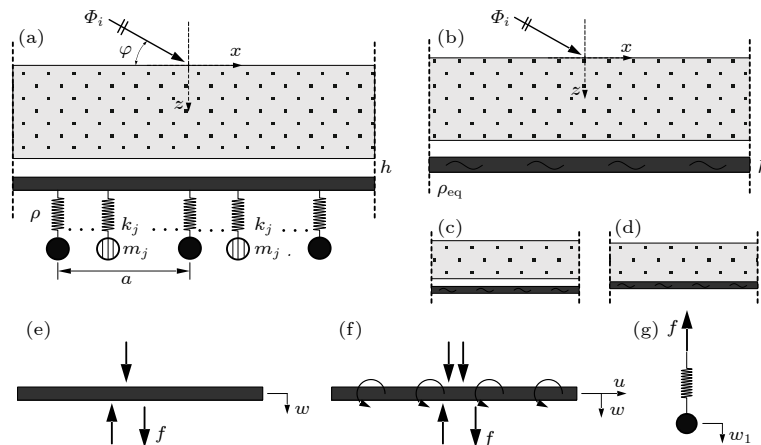 (a)
Φi
φ
x
z
h
ρ
kj
kj
mj
mj
a
(b)
Φi
x
z
ρeq
(c)
(d)
(e)
f
w
(f)
f
u
w
(g)
f
w1